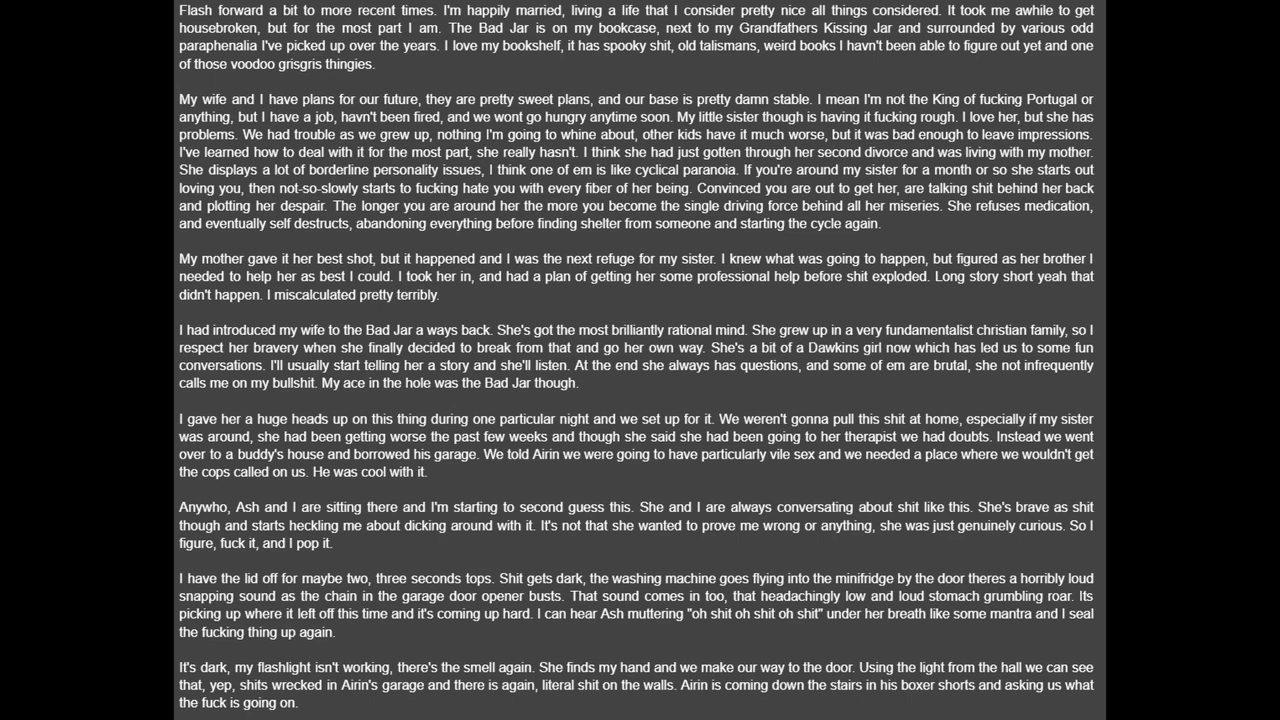 Flash forward a bit to more recent times. I'm happily married, living a life that I consider pretty nice all things considered. It took me awhile to get
housebroken, but for the most part I am. The Bad Jar is on my bookcase, next to my Grandfathers Kissing Jar and surrounded by various odd
paraphenalia I've picked up over the years. I love my bookshelf, it has spooky shit, old talismans, weird books I havn't been able to figure out yet and one
of those voodoo grisgris thingies.
My wife and I have plans for our future, they are pretty sweet plans, and our base is pretty damn stable. I mean I'm not the King of fucking Portugal or
anything, but I have a job, havn't been fired, and we wont go hungry anytime soon. My little sister though is having it fucking rough. I love her, but she has
problems. We had trouble as we grew up, nothing I'm going to whine about, other kids have it much worse, but it was bad enough to leave impressions.
I've learned how to deal with it for the most part, she really hasn't. I think she had just gotten through her second divorce and was living with my mother.
She displays a lot of borderline personality issues, I think one of em is like cyclical paranoia. If you're around my sister for a month or so she starts out
loving you, then not-so-slowly starts to fucking hate you with every fiber of her being. Convinced you are out to get her, are talking shit behind her back
and plotting her despair. The longer you are around her the more you become the single driving force behind all her miseries. She refuses medication,
and eventually self destructs, abandoning everything before finding shelter from someone and starting the cycle again.
My mother gave it her best shot, but it happened and I was the next refuge for my sister. I knew what was going to happen, but figured as her brother I
needed to help her as best I could. I took her in, and had a plan of getting her some professional help before shit exploded. Long story short yeah that
didn't happen. I miscalculated pretty terribly.
I had introduced my wife to the Bad Jar a ways back. She's got the most brilliantly rational mind. She grew up in a very fundamentalist christian family, so I
respect her bravery when she finally decided to break from that and go her own way. She's a bit of a Dawkins girl now which has led us to some fun
conversations. I'll usually start telling her a story and she'll listen. At the end she always has questions, and some of em are brutal, she not infrequently
calls me on my bullshit. My ace in the hole was the Bad Jar though.
I gave her a huge heads up on this thing during one particular night and we set up for it. We weren't gonna pull this shit at home, especially if my sister
was around, she had been getting worse the past few weeks and though she said she had been going to her therapist we had doubts. Instead we went
over to a buddy's house and borrowed his garage. We told Airin we were going to have particularly vile sex and we needed a place where we wouldn't get
the cops called on us. He was cool with it.
Anywho, Ash and I are sitting there and I'm starting to second guess this. She and I are always conversating about shit like this. She's brave as shit
though and starts heckling me about dicking around with it. It's not that she wanted to prove me wrong or anything, she was just genuinely curious. So I
figure, fuck it, and I pop it.
I have the lid off for maybe two, three seconds tops. Shit gets dark, the washing machine goes flying into the minifridge by the door theres a horribly loud
snapping sound as the chain in the garage door opener busts. That sound comes in too, that headachingly low and loud stomach grumbling roar. Its
picking up where it left off this time and it's coming up hard. I can hear Ash muttering "oh shit oh shit oh shit" under her breath like some mantra and I seal
the fucking thing up again.
It's dark, my flashlight isn't working, there's the smell again. She finds my hand and we make our way to the door. Using the light from the hall we can see
that, yep, shits wrecked in Airin's garage and there is again, literal shit on the walls. Airin is coming down the stairs in his boxer shorts and asking us what
the fuck is going on.